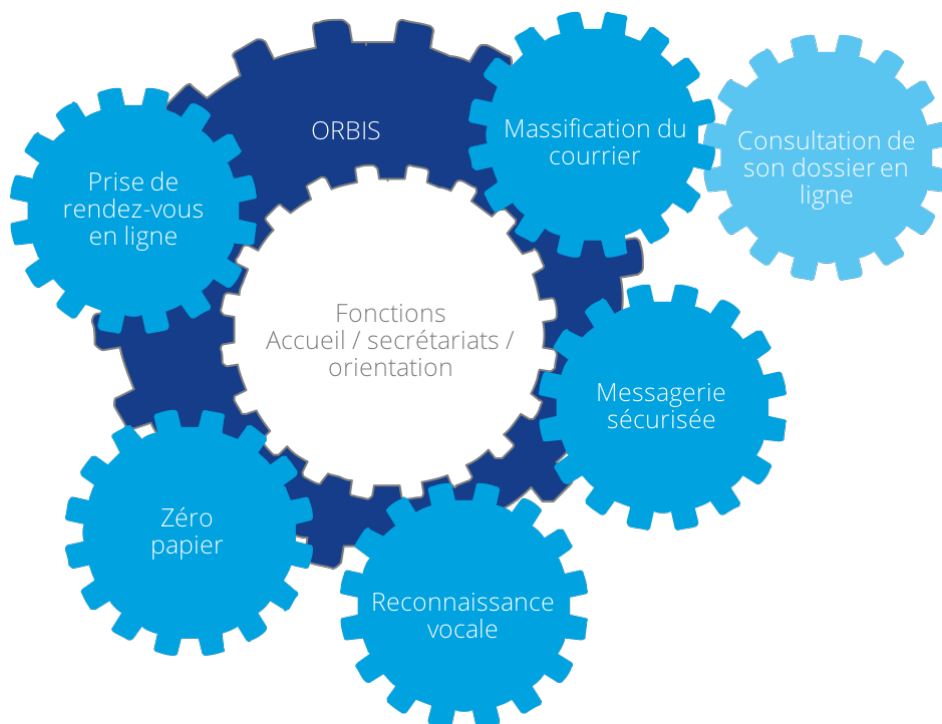 ORBIS
Massification du
courrier
Consultation de
son dossier en
ligne
Prise de
rendez-vous
en ligne
Fonctions
Accueil / secrétariats /
orientation
Messagerie
sécurisée
Zéro
papier
Reconnaissance
vocale